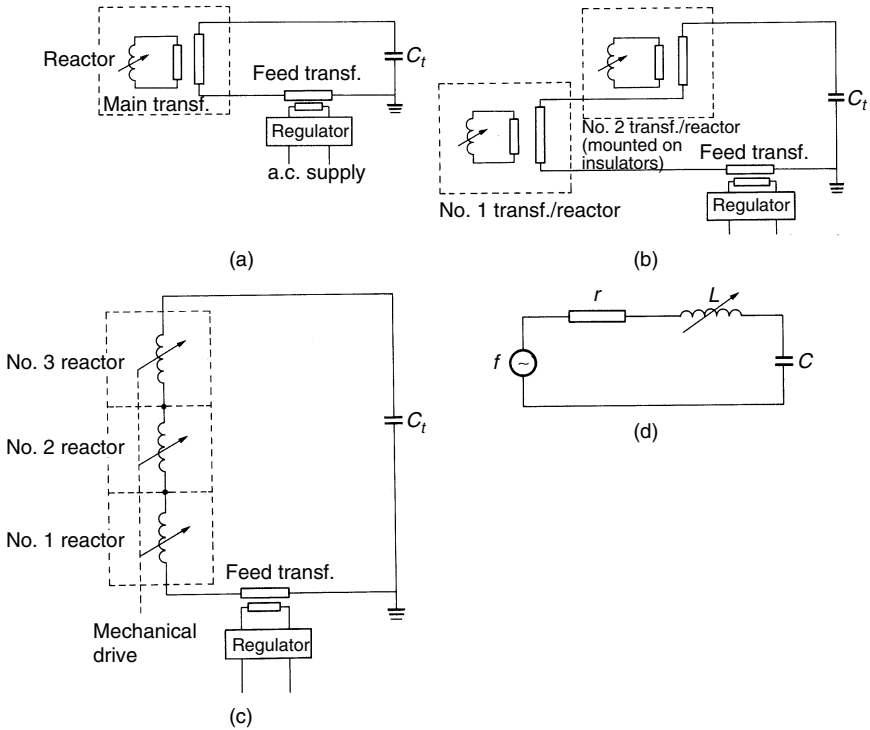 Reactor
Main transf.
Feed transf.
Regulator
a.c. supply
C_t
(a)
No. 2 transf./reactor
(mounted on
insulators)
Feed transf.
Regulator
C_t
No. 1 transf./reactor
(b)
No. 3 reactor
No. 2 reactor
No. 1 reactor
C_t
Feed transf.
Mechanical
drive
Regulator
(c)
r
L
f
~
C
(d)